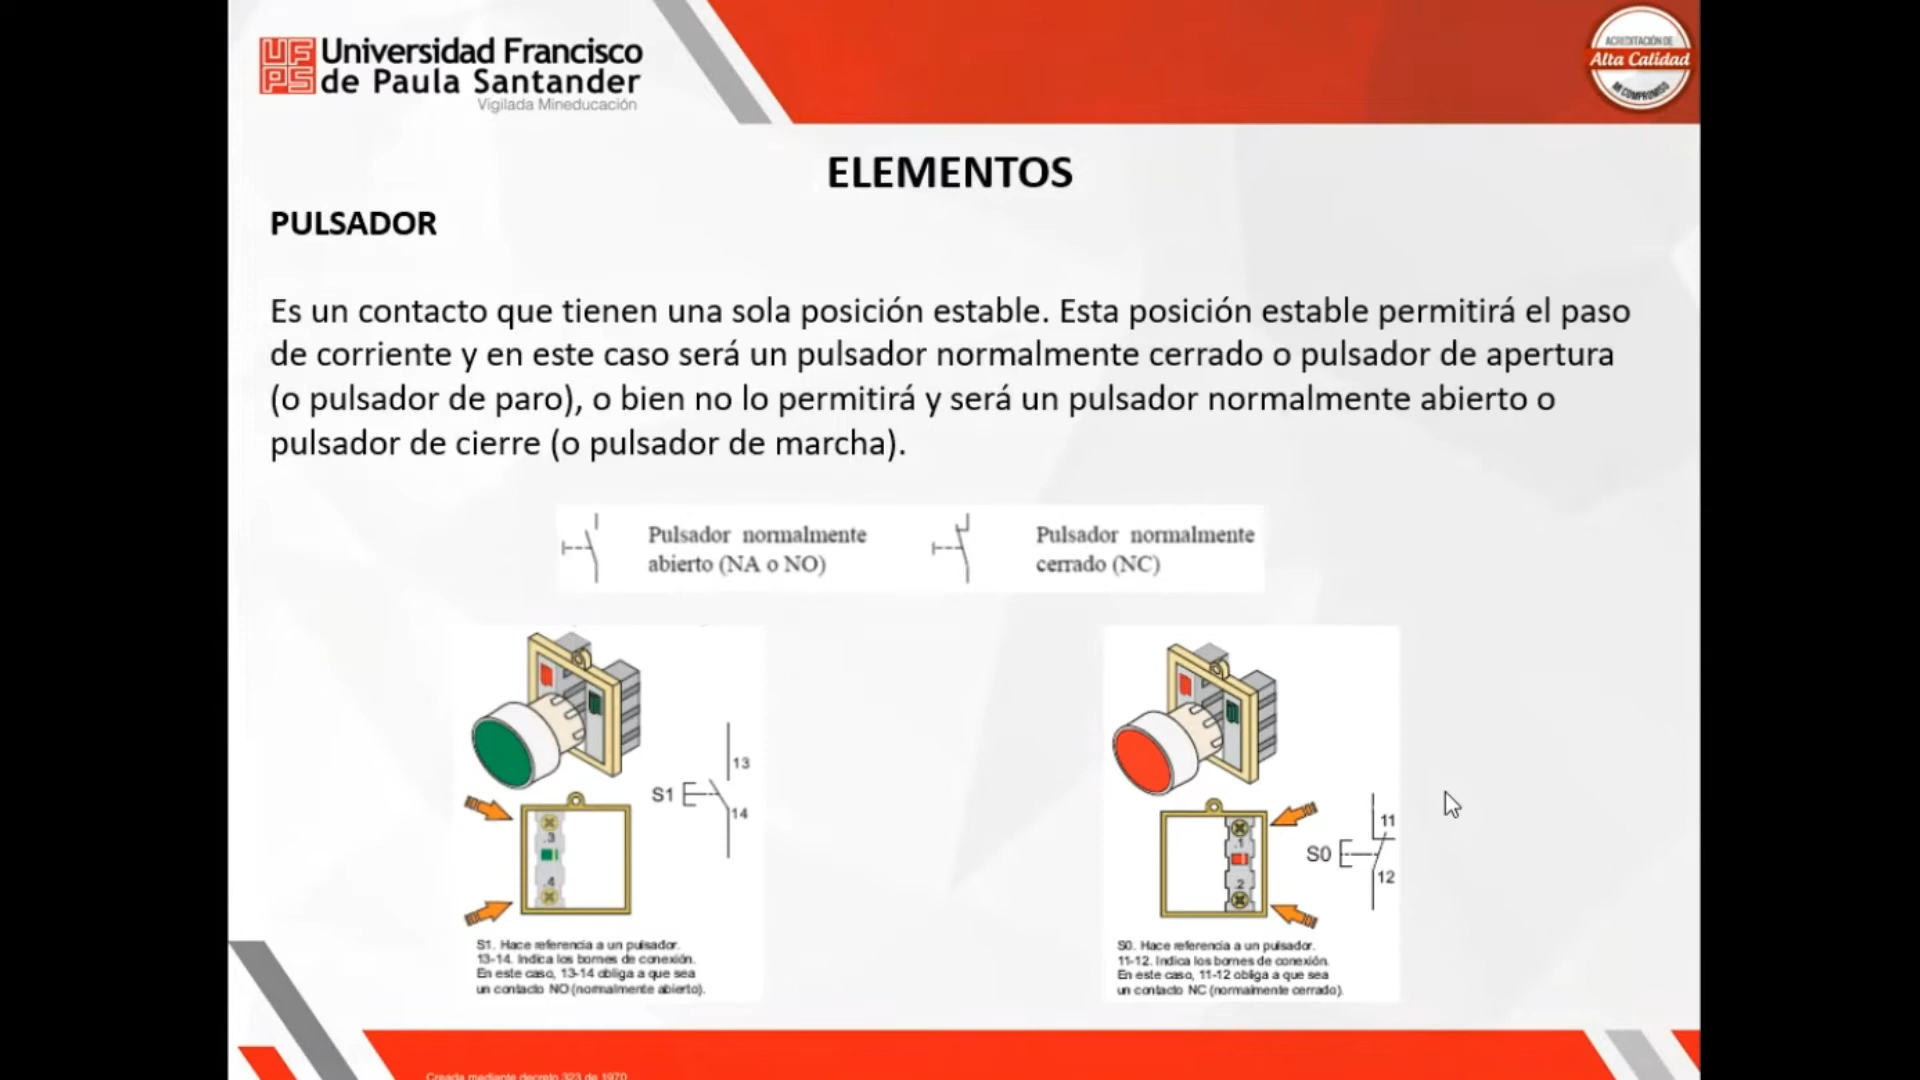 UFPS
Universidad Francisco
de Paula Santander
Vigilada Mineducación
ACREDITACIÓN DE
Alta Calidad
MI COMPROMISO
ELEMENTOS
PULSADOR
Es un contacto que tienen una sola posición estable. Esta posición estable permitirá el paso
de corriente y en este caso será un pulsador normalmente cerrado o pulsador de apertura
(o pulsador de paro), o bien no lo permitirá y será un pulsador normalmente abierto o
pulsador de cierre (o pulsador de marcha).
Pulsador normalmente
abierto (NA o NO)
Pulsador normalmente
cerrado (NC)
13
S1
14
.3
.4
S1. Hace referencia a un pulsador.
13-14. Indica los bornes de conexión.
En este caso, 13-14 obliga a que sea
un contacto NO (normalmente abierto).
11
S0
12
.1
.2
S0. Hace referencia a un pulsador.
11-12. Indica los bornes de conexión.
En este caso, 11-12 obliga a que sea
un contacto NC (normalmente cerrado).
Creada mediante decreto 323 de 1970